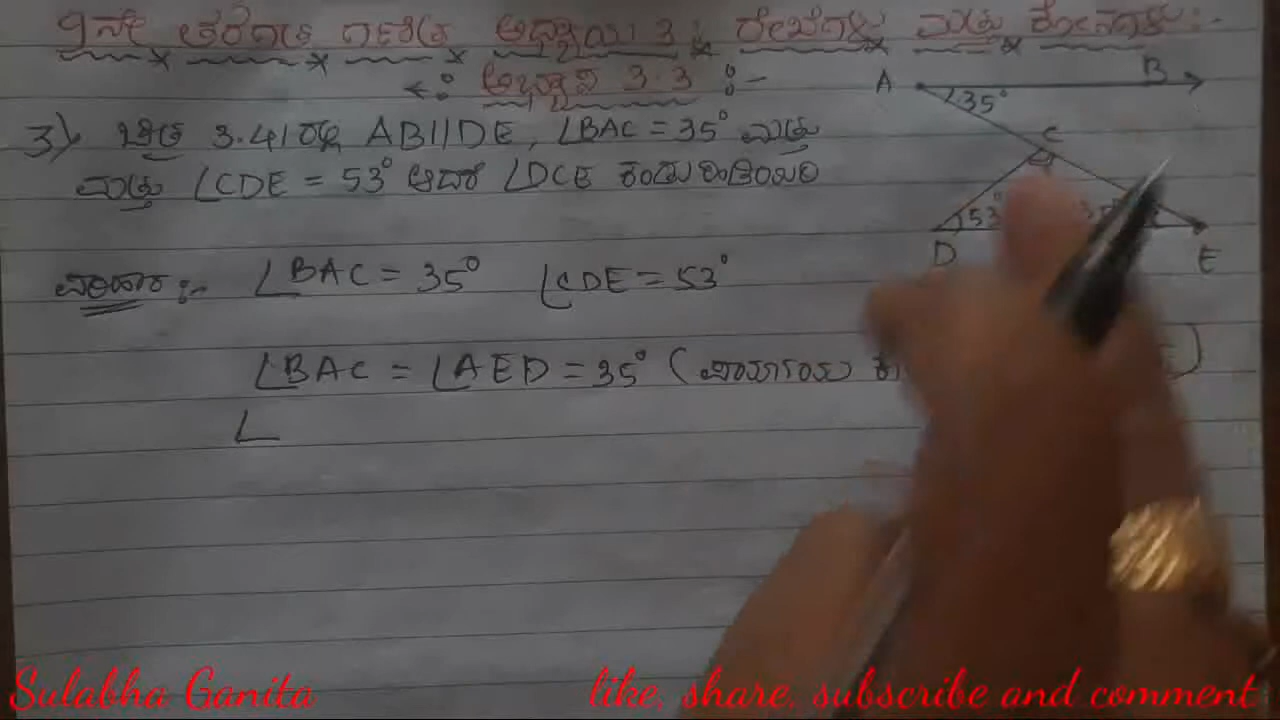 9ನೇ ತರಗತಿ ಗಣಿತ ಅಧ್ಯಾಯ 3 : ರೇಖೆಗಳು ಮತ್ತು ಕೋನಗಳು :-
ಅಭ್ಯಾಸ 3.3 :-
3) ಚಿತ್ರ 3.41ರಲ್ಲಿ AB//DE, ∠BAC = 35° ಮತ್ತು
ಮತ್ತು ∠CDE = 53° ಆದರೆ ∠DCE ಕಂಡುಹಿಡಿಯಿರಿ
A B
35°
C
53°
D E
ಪರಿಹಾರ :- ∠BAC = 35° ∠CDE = 53°
∠BAC = ∠AED = 35° ( ಪರ್ಯಾಯ )
∠
Sulabha Ganita
like, share, subscribe and comment